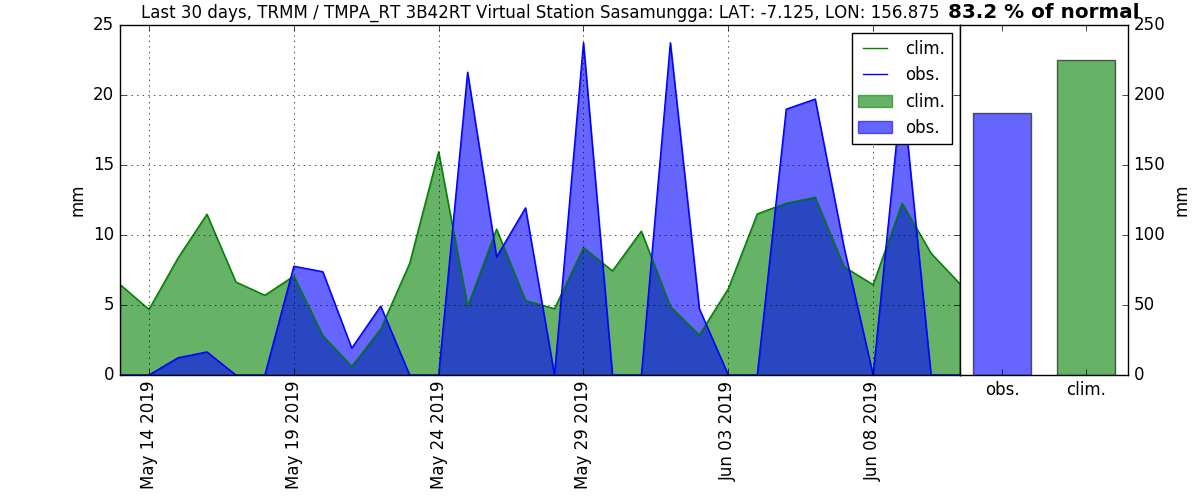 Last 30 days, TRMM / TMPA_RT 3B42RT Virtual Station Sasamungga: LAT: -7.125, LON: 156.875 83.2 % of normal
25
20
15
10
5
0
mm
clim.
obs.
clim.
obs.
May 14 2019
May 19 2019
May 24 2019
May 29 2019
Jun 03 2019
Jun 08 2019
250
200
150
100
50
0
mm
obs. clim.